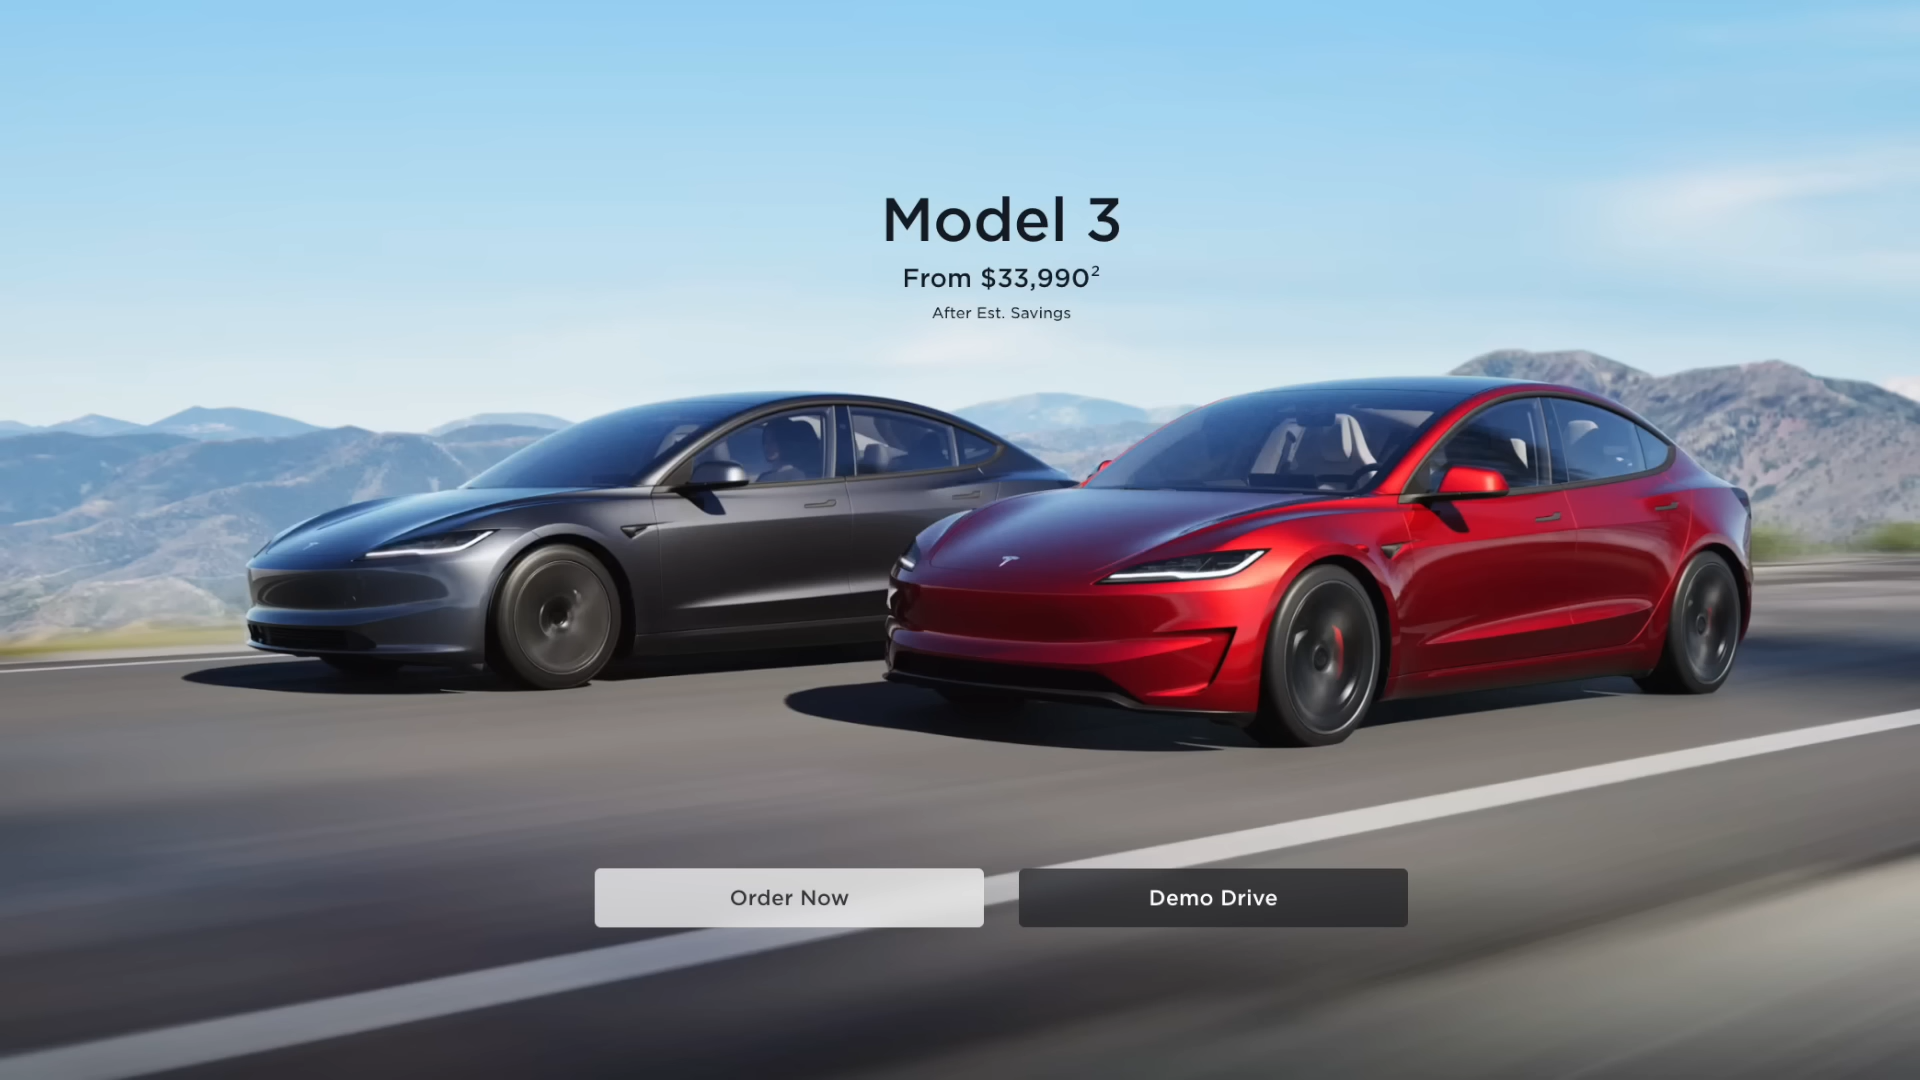 Model 3
From $33,990²
After Est. Savings
Order Now
Demo Drive